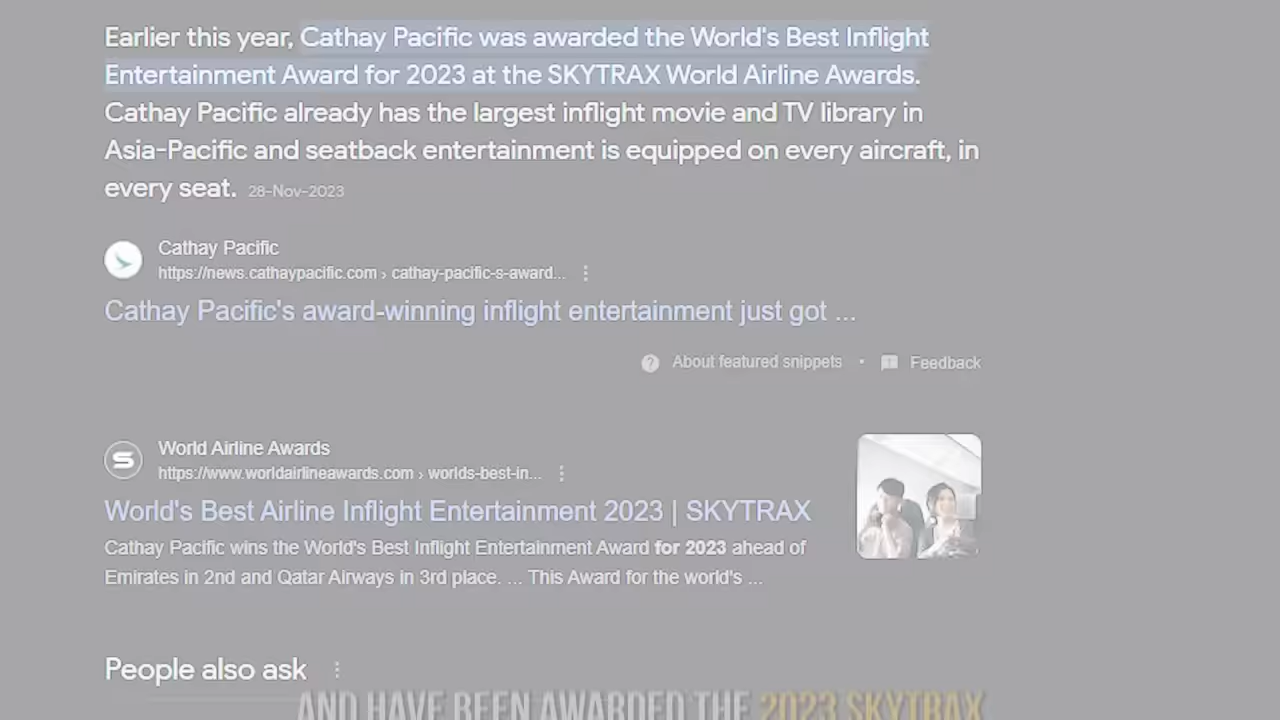 Earlier this year, Cathay Pacific was awarded the World's Best Inflight
Entertainment Award for 2023 at the SKYTRAX World Airline Awards.
Cathay Pacific already has the largest inflight movie and TV library in
Asia-Pacific and seatback entertainment is equipped on every aircraft, in
every seat. 28-Nov-2023
Cathay Pacific
https://news.cathaypacific.com › cathay-pacific-s-award...
Cathay Pacific's award-winning inflight entertainment just got ...
About featured snippets • Feedback
World Airline Awards
https://www.worldairlineawards.com › worlds-best-in...
World's Best Airline Inflight Entertainment 2023 | SKYTRAX
Cathay Pacific wins the World's Best Inflight Entertainment Award for 2023 ahead of
Emirates in 2nd and Qatar Airways in 3rd place. ... This Award for the world's ...
People also ask
AND HAVE BEEN AWARDED THE 2023 SKYTRAX